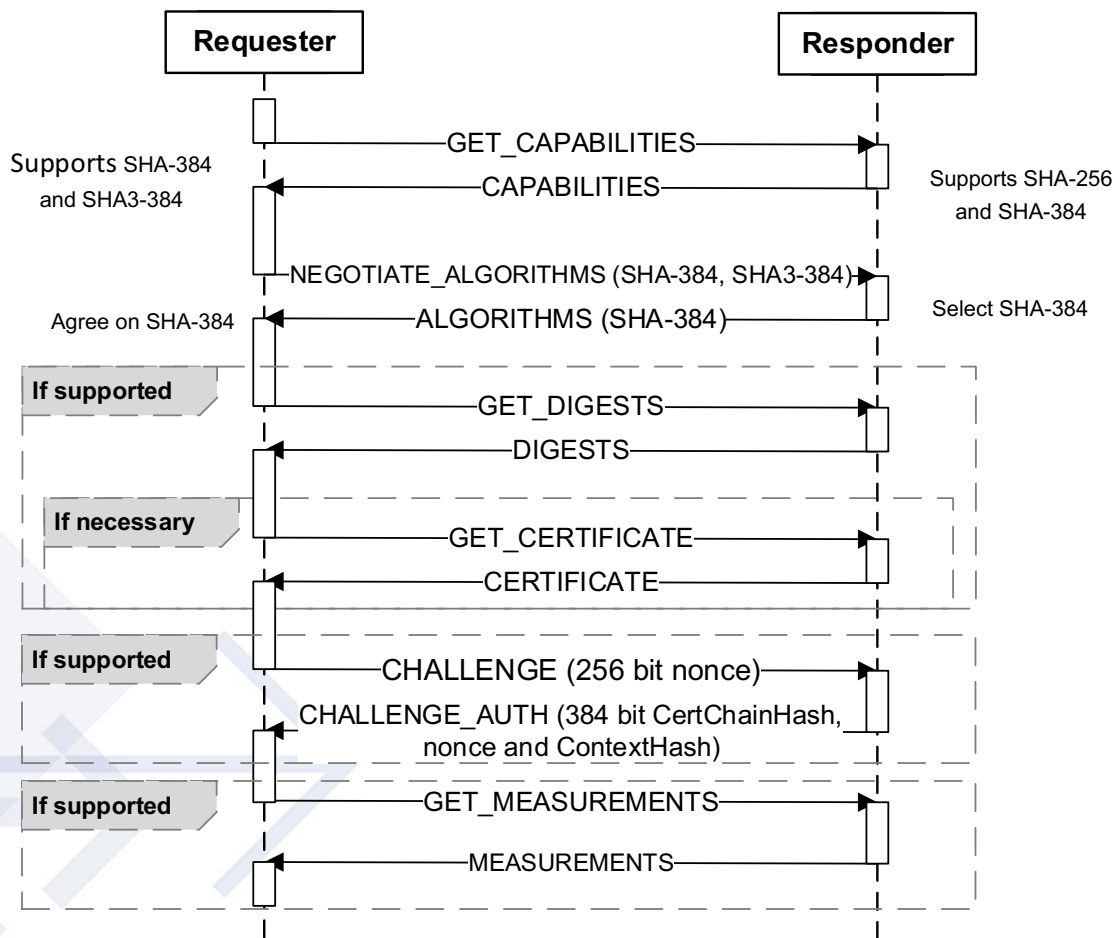 Requester
Responder
GET_CAPABILITIES
Supports SHA-384
and SHA3-384
CAPABILITIES
Supports SHA-256
and SHA-384
NEGOTIATE_ALGORITHMS (SHA-384, SHA3-384)
Agree on SHA-384
ALGORITHMS (SHA-384)
Select SHA-384
If supported
GET_DIGESTS
DIGESTS
If necessary
GET_CERTIFICATE
CERTIFICATE
If supported
CHALLENGE (256 bit nonce)
CHALLENGE_AUTH (384 bit CertChainHash,
nonce and ContextHash)
If supported
GET_MEASUREMENTS
MEASUREMENTS